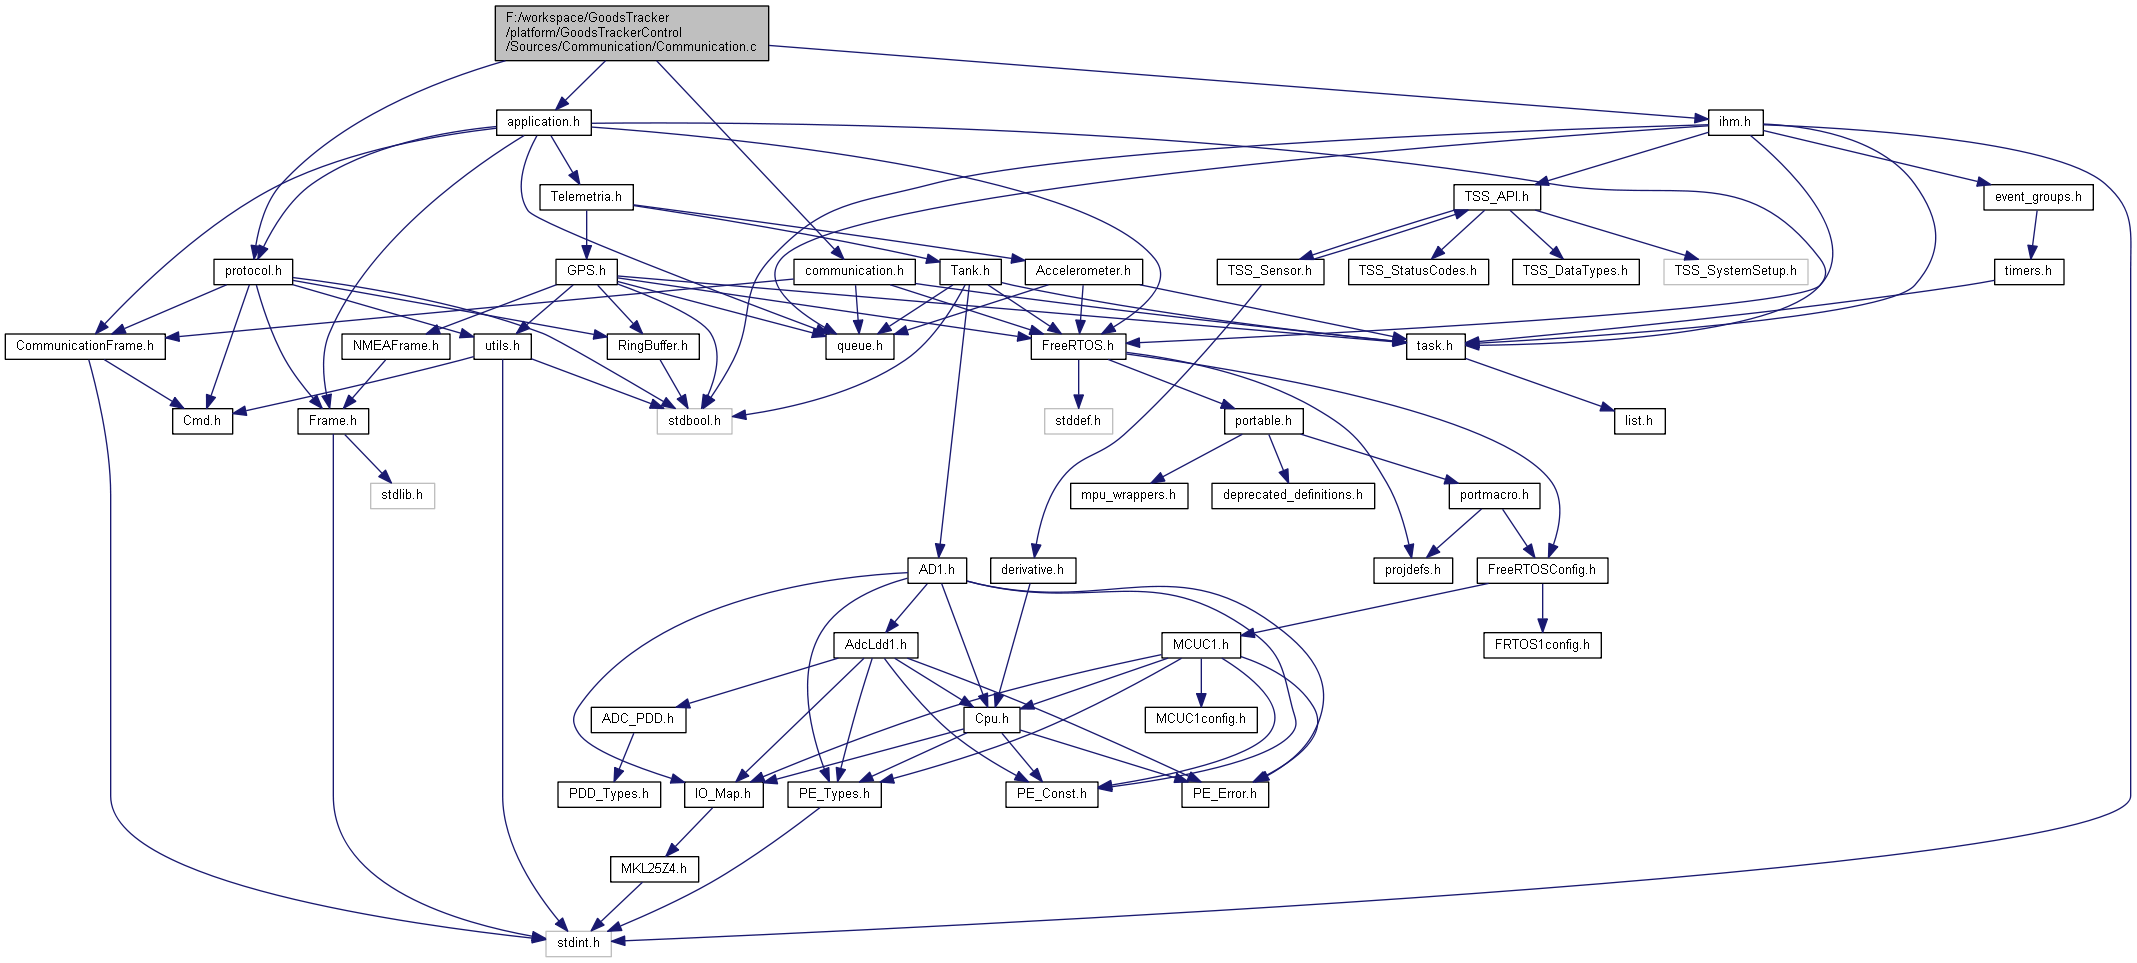 F:/workspace/GoodsTracker
/platform/GoodsTrackerControl
/Sources/Communication/Communication.c
application.h
ihm.h
Telemetria.h
TSS_API.h
event_groups.h
protocol.h
GPS.h
communication.h
Tank.h
Accelerometer.h
TSS_Sensor.h
TSS_StatusCodes.h
TSS_DataTypes.h
TSS_SystemSetup.h
timers.h
CommunicationFrame.h
NMEAFrame.h
utils.h
RingBuffer.h
queue.h
FreeRTOS.h
task.h
Cmd.h
Frame.h
stdbool.h
stddef.h
portable.h
list.h
stdlib.h
mpu_wrappers.h
deprecated_definitions.h
portmacro.h
AD1.h
derivative.h
projdefs.h
FreeRTOSConfig.h
AdcLdd1.h
MCUC1.h
FRTOS1config.h
ADC_PDD.h
Cpu.h
MCUC1config.h
PDD_Types.h
IO_Map.h
PE_Types.h
PE_Const.h
PE_Error.h
MKL25Z4.h
stdint.h